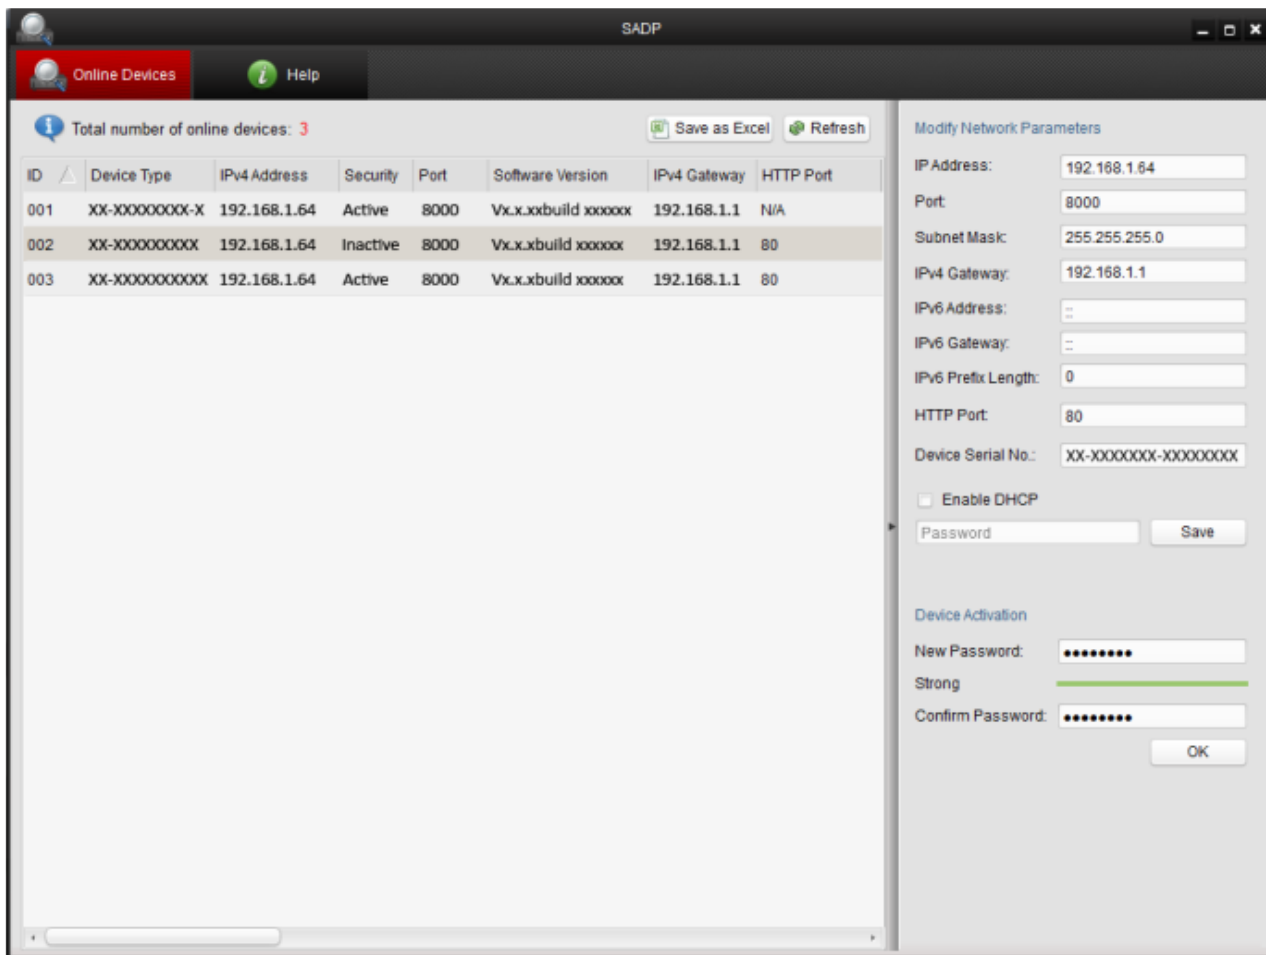 SADP
Online Devices Help
Total number of online devices: 3 Save as Excel Refresh
ID Device Type IPv4 Address Security Port Software Version IPv4 Gateway HTTP Port
001 XX-XXXXXXXX-X 192.168.1.64 Active 8000 Vx.x.xxbuild xxxxxx 192.168.1.1 N/A
002 XX-XXXXXXXXX 192.168.1.64 Inactive 8000 Vx.x.xbuild xxxxxx 192.168.1.1 80
003 XX-XXXXXXXXXX 192.168.1.64 Active 8000 Vx.x.xbuild xxxxxx 192.168.1.1 80
Modify Network Parameters
IP Address: 192.168.1.64
Port: 8000
Subnet Mask: 255.255.255.0
IPv4 Gateway: 192.168.1.1
IPv6 Address: ::
IPv6 Gateway: ::
IPv6 Prefix Length: 0
HTTP Port: 80
Device Serial No.: XX-XXXXXXX-XXXXXXXX
Enable DHCP
Password Save
Device Activation
New Password: ●●●●●●●●
Strong
Confirm Password: ●●●●●●●●
OK